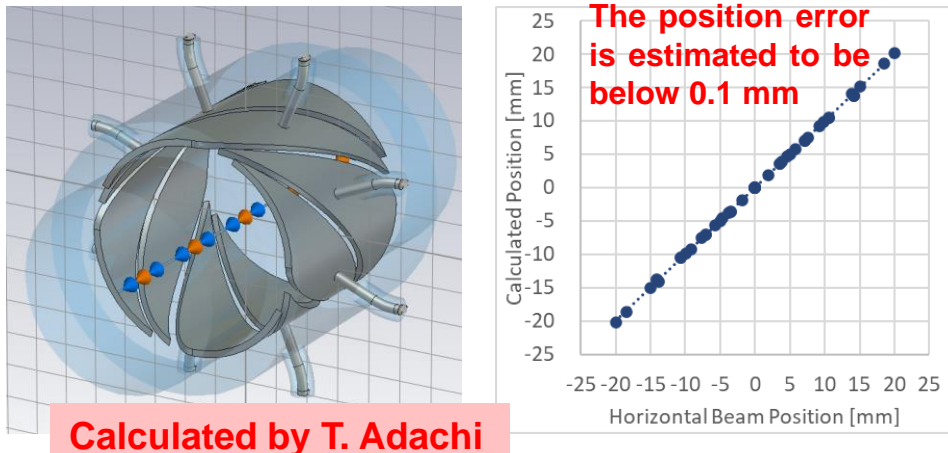 The position error
is estimated to be
below 0.1 mm
25
20
15
10
5
0
-5
-10
-15
-20
-25
Calculated Position [mm]
-25 -20 -15 -10 -5 0 5 10 15 20 25
Horizontal Beam Position [mm]
Calculated by T. Adachi